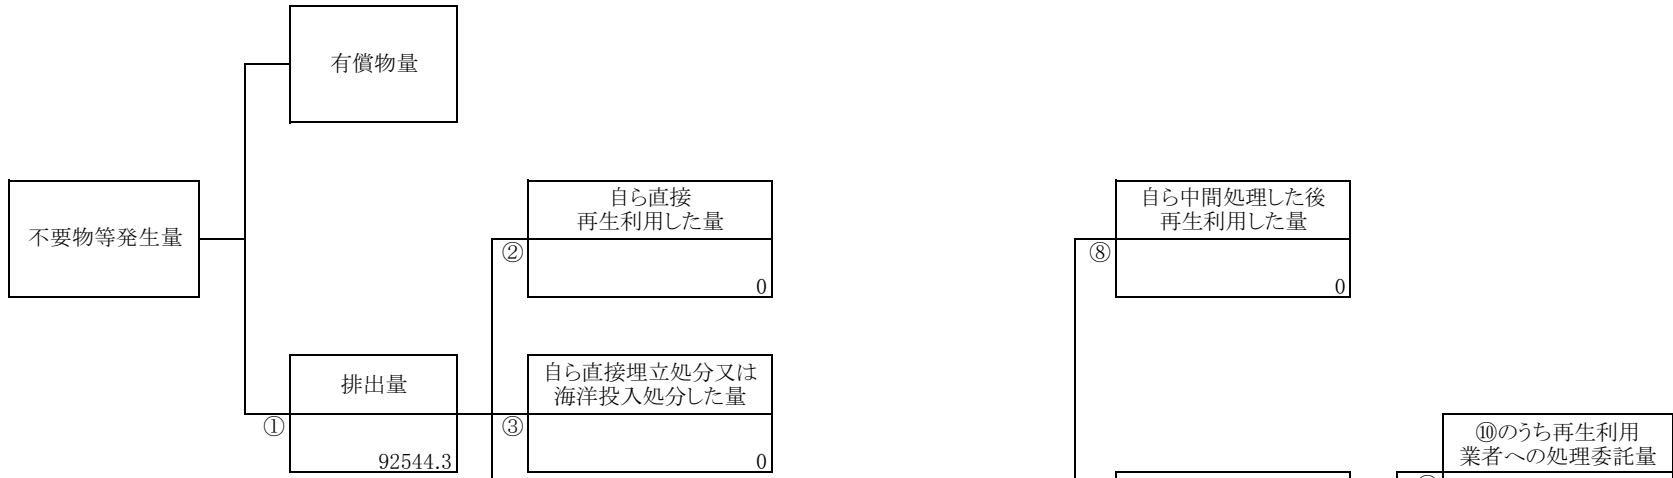 有償物量
不要物等発生量
自ら直接
再生利用した量
②
0
自ら中間処理した後
再生利用した量
⑧
0
排出量
①
92544.3
自ら直接埋立処分又は
海洋投入処分した量
③
0
⑩のうち再生利用
業者への処理委託量